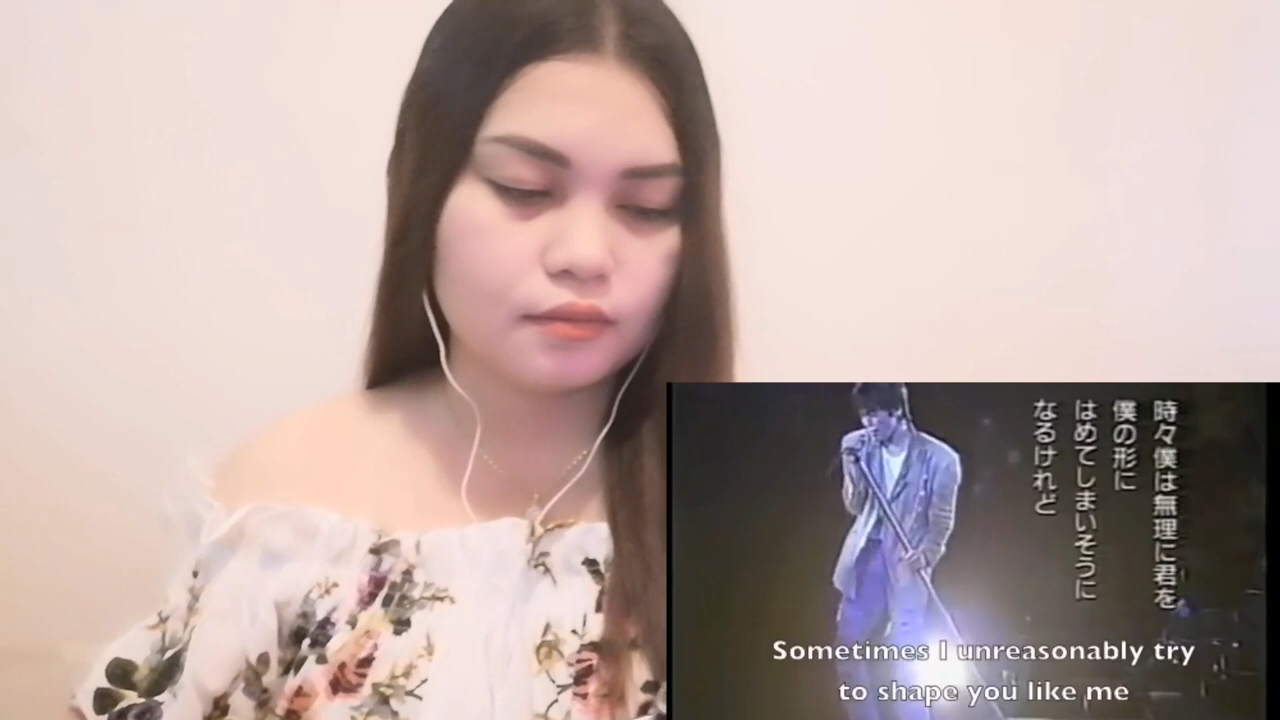 時々僕は無理に君を
僕の形に
はめてしまいそうに
なるけれど
Sometimes I unreasonably try
to shape you like me